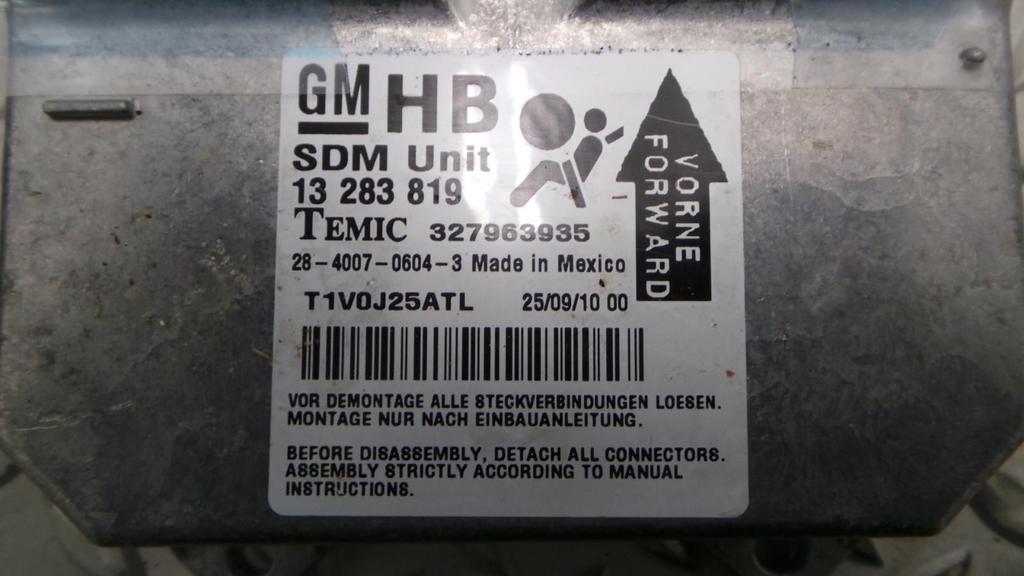 GM HB
SDM Unit
13 283 819
TEMIC 327963935
28-4007-0604-3 Made in Mexico
T1V0J25ATL 25/09/10 00
VORNE
FORWARD
VOR DEMONTAGE ALLE STECKVERBINDUNGEN LOESEN.
MONTAGE NUR NACH EINBAUANLEITUNG.
BEFORE DISASSEMBLY, DETACH ALL CONNECTORS.
ASSEMBLY STRICTLY ACCORDING TO MANUAL
INSTRUCTIONS.